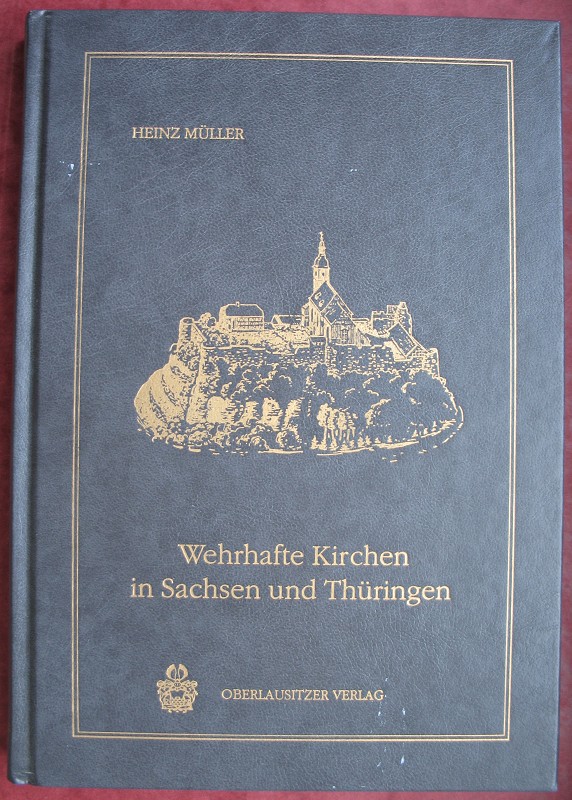 HEINZ MÜLLER
Wehrhafte Kirchen
in Sachsen und Thüringen
OBERLAUSITZER VERLAG